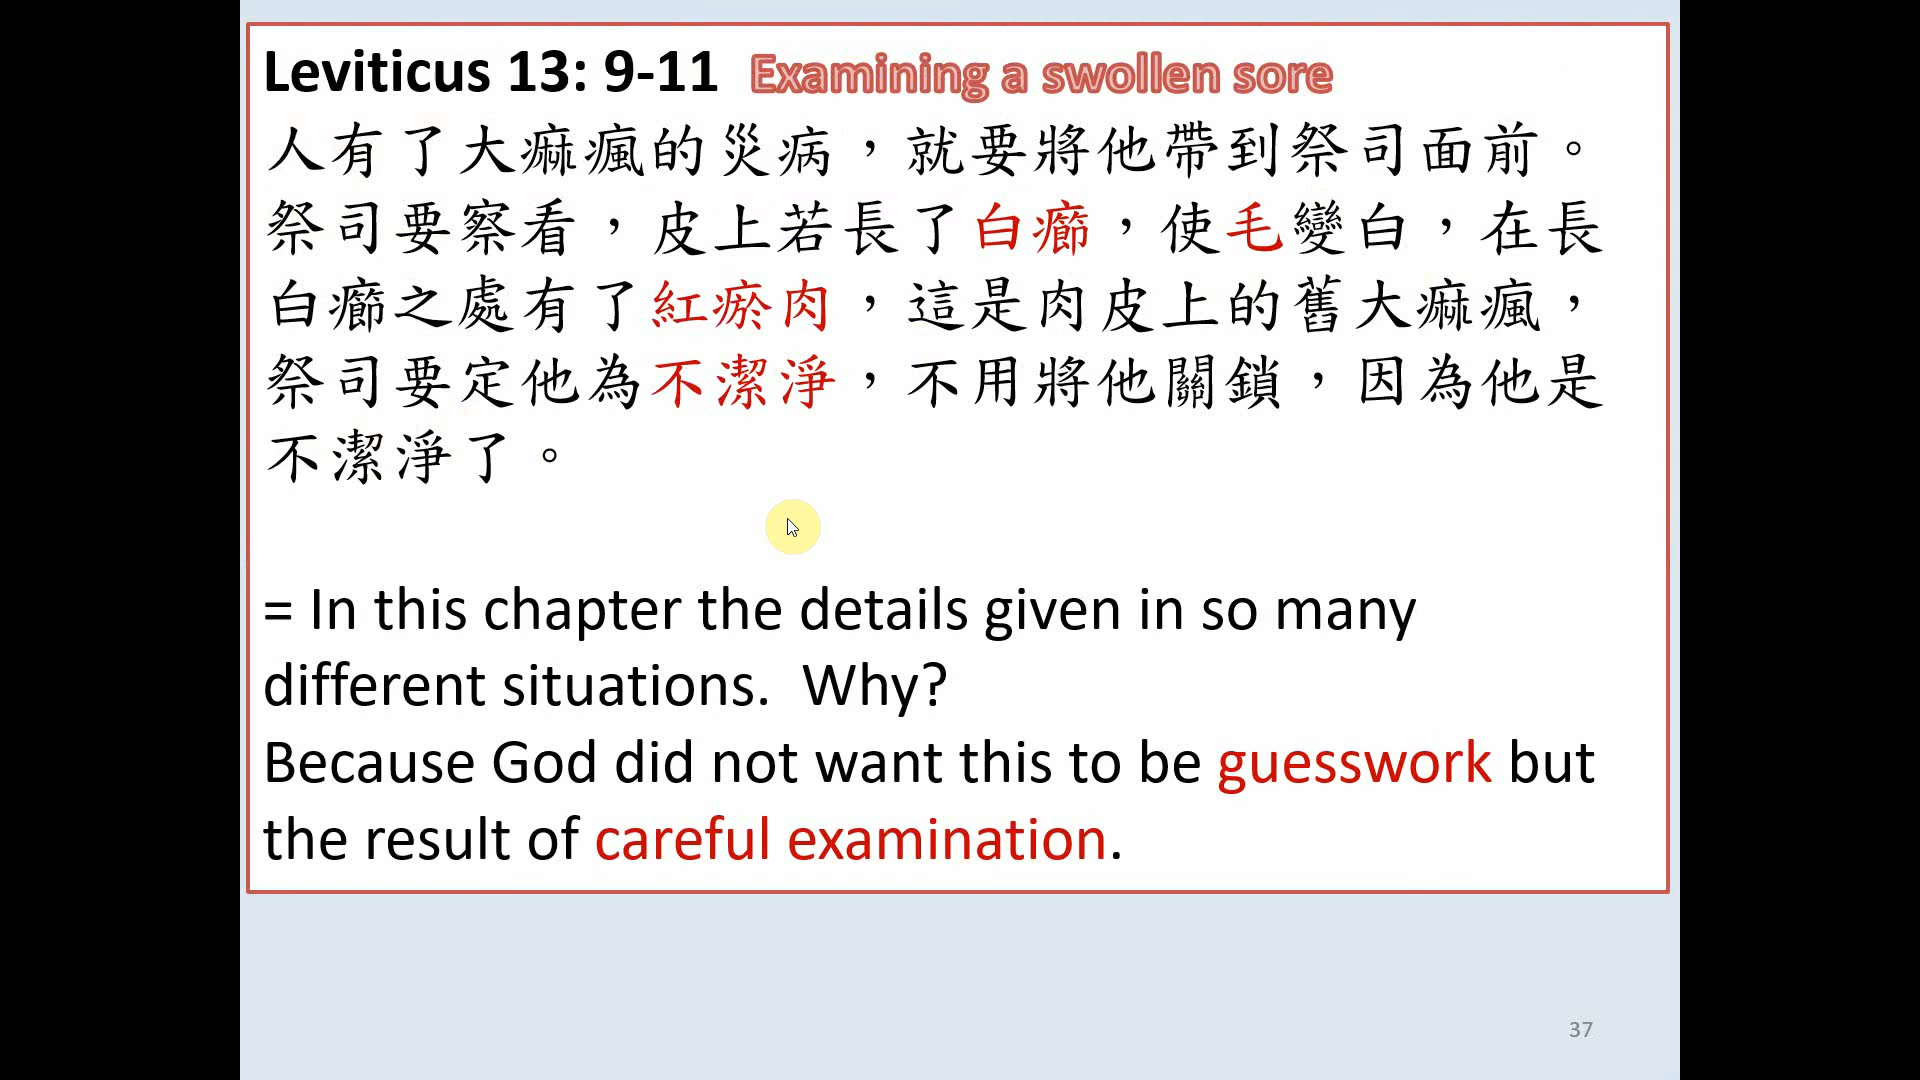 Leviticus 13: 9-11 Examining a swollen sore
人有了大痲瘋的災病，就要將他帶到祭司面前。
祭司要察看，皮上若長了白癤，使毛變白，在長
白癤之處有了紅瘀肉，這是肉皮上的舊大痲瘋，
祭司要定他為不潔淨，不用將他關鎖，因為他是
不潔淨了。
= In this chapter the details given in so many
different situations. Why?
Because God did not want this to be guesswork but
the result of careful examination.
37